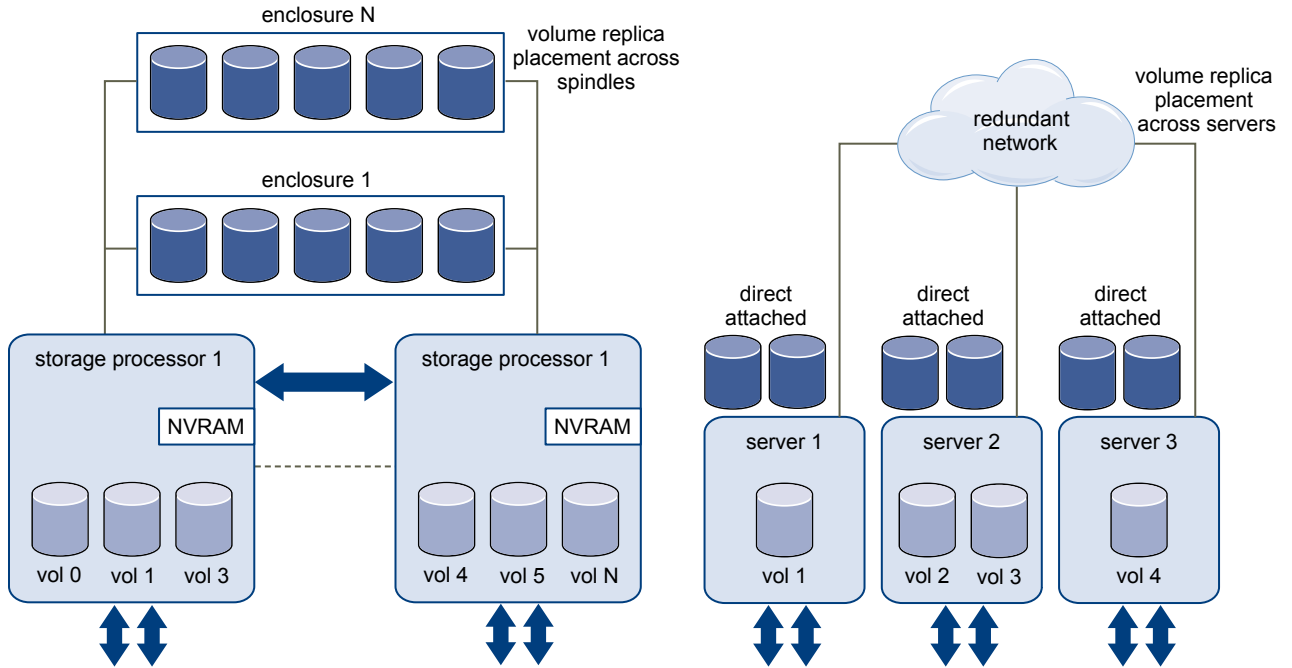 enclosure N
volume replica
placement across
spindles
enclosure 1
storage processor 1
NVRAM
vol 0
vol 1
vol 3
storage processor 1
NVRAM
vol 4
vol 5
vol N
redundant
network
volume replica
placement
across servers
direct
attached
direct
attached
direct
attached
server 1
vol 1
server 2
vol 2
vol 3
server 3
vol 4